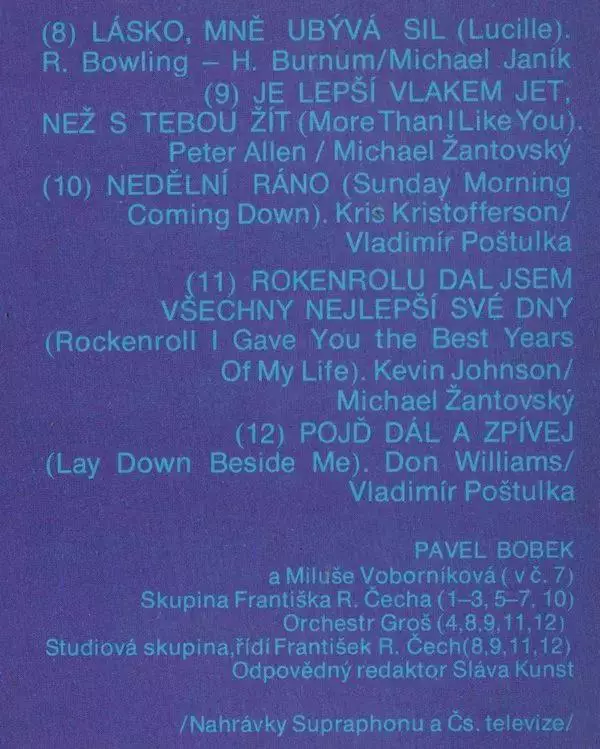 (8) LÁSKO, MNĚ UBÝVÁ SIL (Lucille).
R. Bowling – H. Burnum/Michael Janík
(9) JE LEPŠÍ VLAKEM JET,
NEŽ S TEBOU ŽÍT (More Than I Like You).
Peter Allen / Michael Žantovský
(10) NEDĚLNÍ RÁNO (Sunday Morning
Coming Down). Kris Kristofferson/
Vladimír Poštulka
(11) ROKENROLU DAL JSEM
VŠECHNY NEJLEPŠÍ SVÉ DNY
(Rockenroll I Gave You the Best Years
Of My Life). Kevin Johnson/
Michael Žantovský
(12) POJĎ DÁL A ZPÍVEJ
(Lay Down Beside Me). Don Williams/
Vladimír Poštulka
PAVEL BOBEK
a Miluše Voborníková ( v č. 7)
Skupina Františka R. Čecha (1–3, 5–7, 10)
Orchestr Groš (4,8,9,11,12)
Studiová skupina,řídí František R. Čech(8,9,11,12)
Odpovědný redaktor Sláva Kunst
/Nahrávky Supraphonu a Čs. televize/